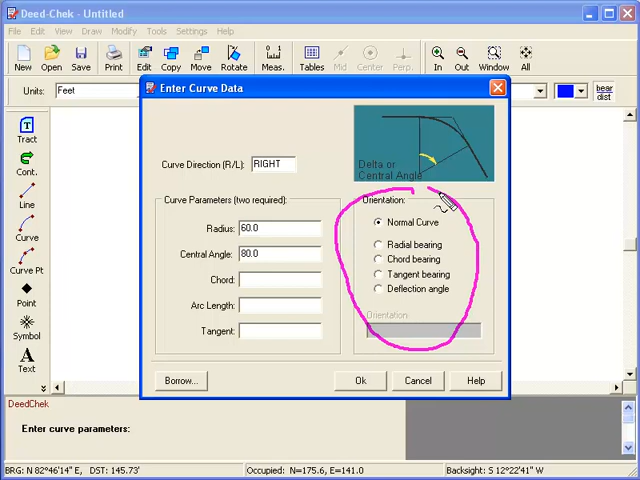 Deed-Chek - Untitled
File Edit View Draw Modify Tools Settings Help
New Open Save Print Edit Copy Move Rotate Meas. Tables Mid Center Perp. In Out Window All
Units: Feet bear dist
Enter Curve Data
Curve Direction (R/L): RIGHT
Delta or Central Angle
Curve Parameters (two required):
Radius: 60.0
Central Angle: 80.0
Chord:
Arc Length:
Tangent:
Orientation:
Normal Curve
Radial bearing
Chord bearing
Tangent bearing
Deflection angle
Orientation:
Borrow... Ok Cancel Help
Tract
Cont.
Line
Curve
Curve Pt
Point
Symbol
A
Text
DeedChek
Enter curve parameters:
BRG: N 82°46'14" E, DST: 145.73' Occupied: N=175.6, E=141.0 Backsight: S 12°22'41" W